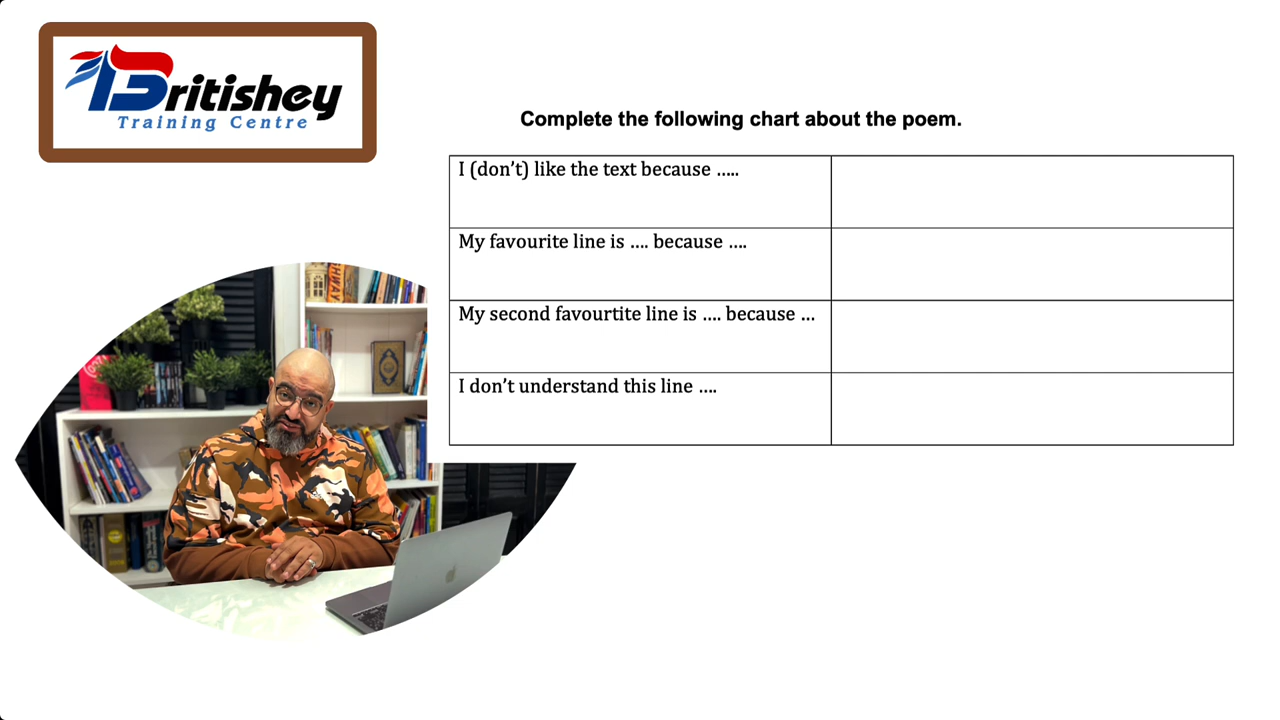 Britishey
Training Centre
Complete the following chart about the poem.
I (don’t) like the text because …..
My favourite line is …. because ….
My second favourtite line is …. because …
I don’t understand this line ….